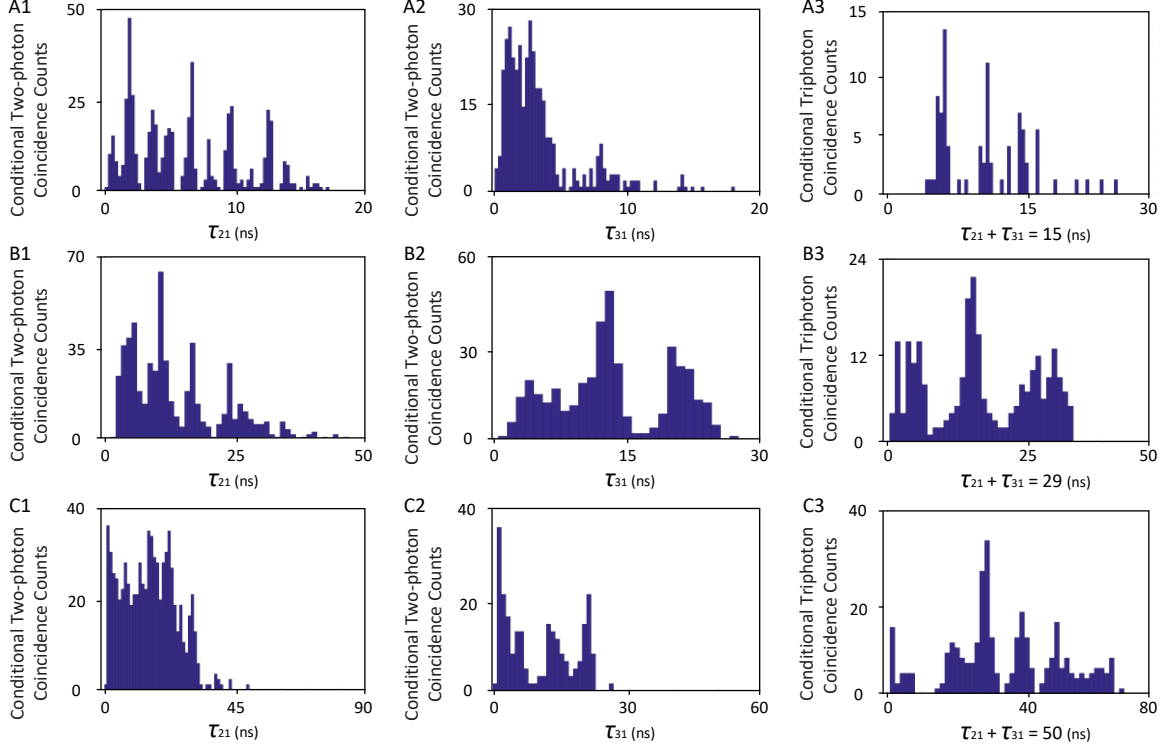 A1
Conditional Two-photon
Coincidence Counts
50
25
0
0
10
20
τ21 (ns)
A2
Conditional Two-photon
Coincidence Counts
30
15
0
0
10
20
τ31 (ns)
A3
Conditional Triphoton
Coincidence Counts
15
10
5
0
0
15
30
τ21 + τ31 = 15 (ns)
B1
Conditional Two-photon
Coincidence Counts
70
35
0
0
25
50
τ21 (ns)
B2
Conditional Two-photon
Coincidence Counts
60
30
0
0
15
30
τ31 (ns)
B3
Conditional Triphoton
Coincidence Counts
24
12
0
0
25
50
τ21 + τ31 = 29 (ns)
C1
Conditional Two-photon
Coincidence Counts
40
20
0
0
45
90
τ21 (ns)
C2
Conditional Two-photon
Coincidence Counts
40
20
0
0
30
60
τ31 (ns)
C3
Conditional Triphoton
Coincidence Counts
40
20
0
0
40
80
τ21 + τ31 = 50 (ns)